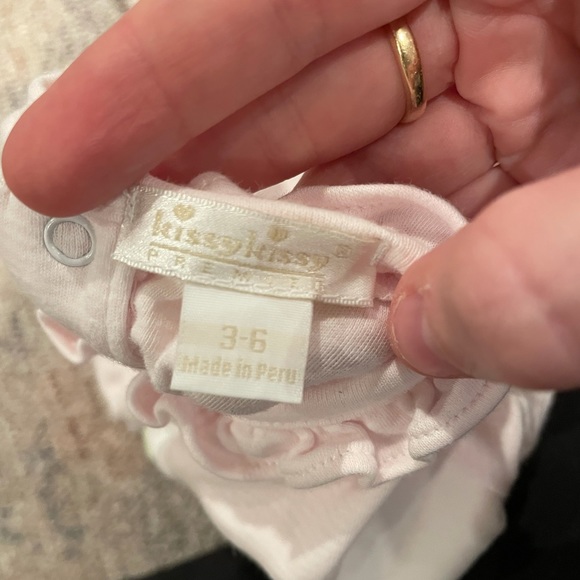 kissy kissy®
PREMIER
3-6
Made in Peru